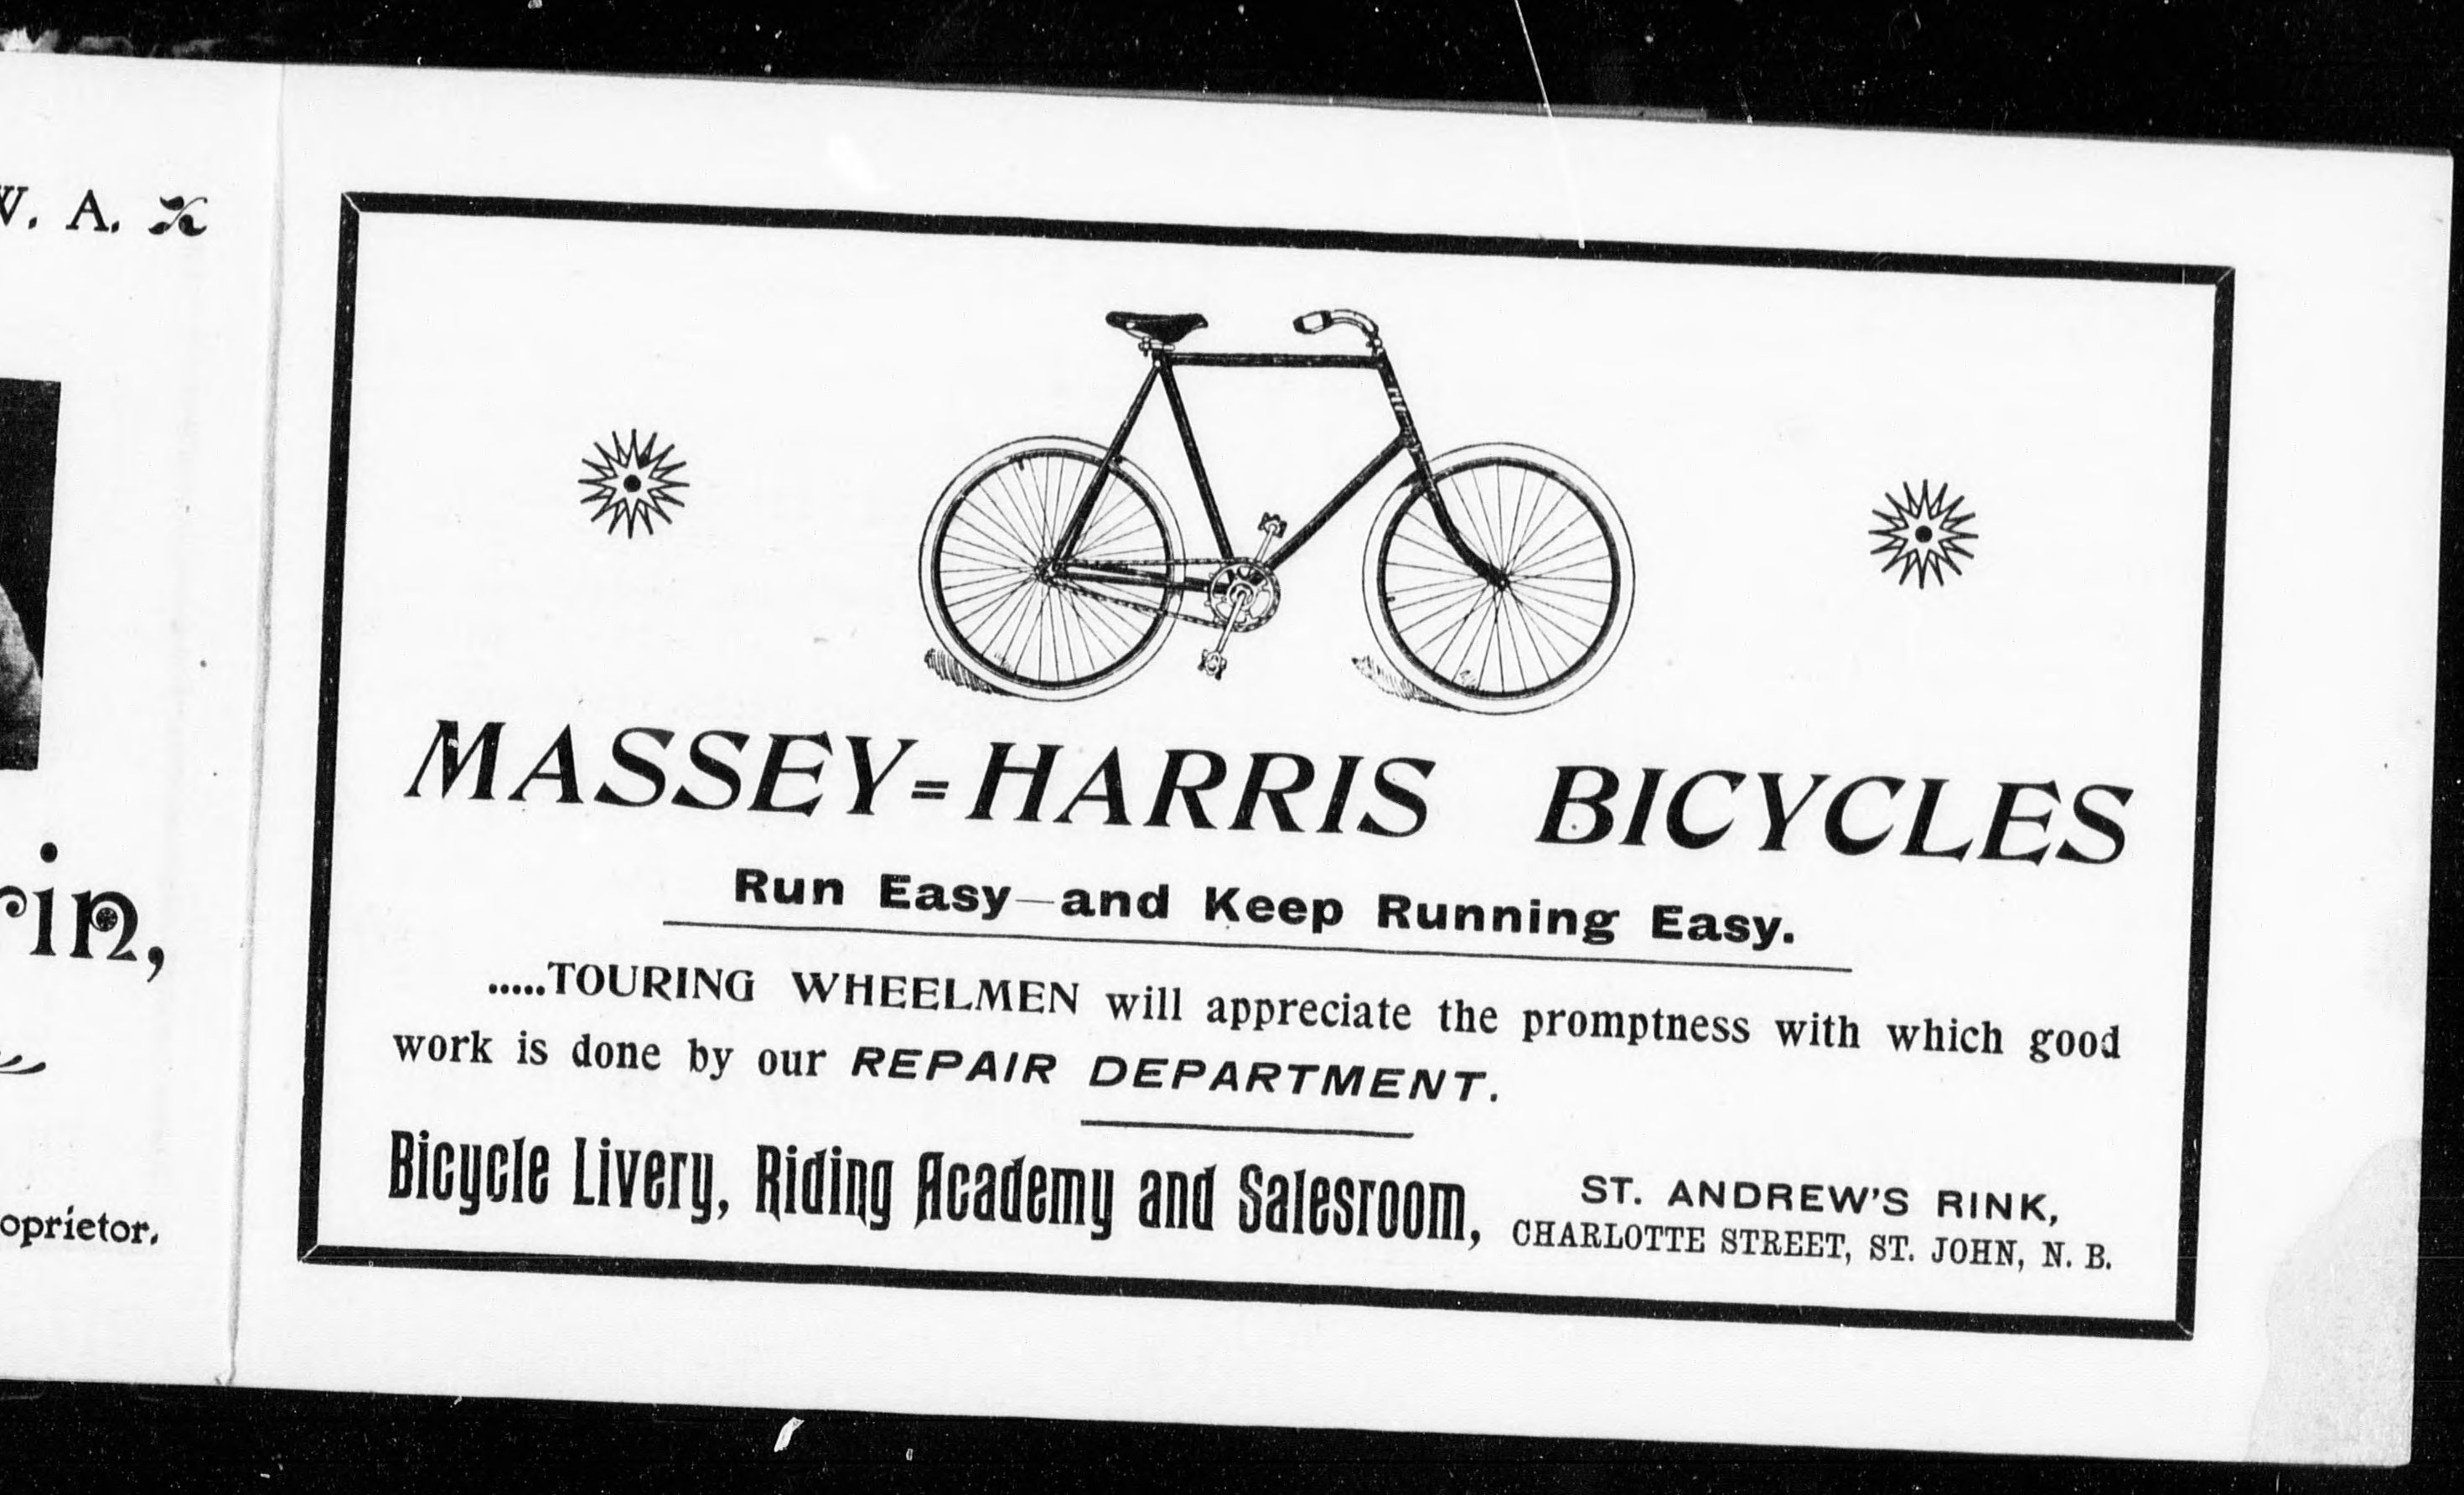 W. A.
rin,
oprietor.
MASSEY=HARRIS BICYCLES
Run Easy—and Keep Running Easy.
.....TOURING WHEELMEN will appreciate the promptness with which good
work is done by our REPAIR DEPARTMENT.
Bicycle Livery, Riding Academy and Salesroom,
ST. ANDREW'S RINK,
CHARLOTTE STREET, ST. JOHN, N. B.